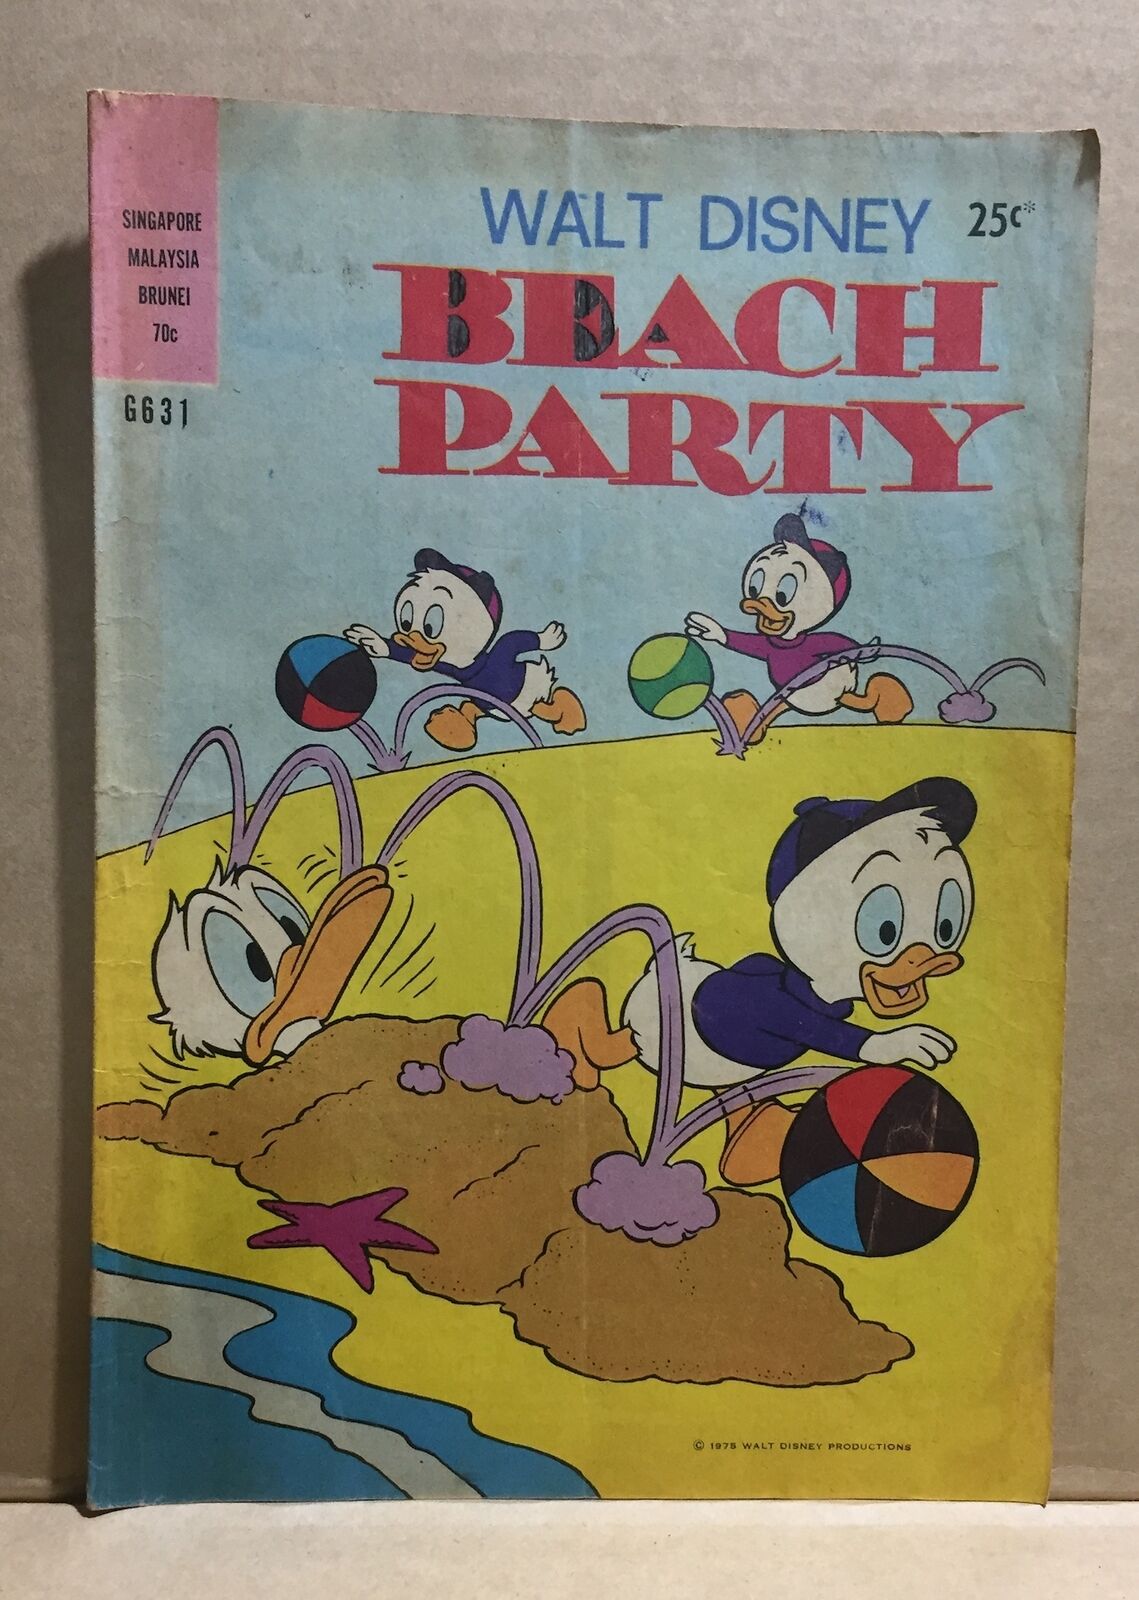 SINGAPORE
MALAYSIA
BRUNEI
70c
G631
WALT DISNEY 25c*
BEACH
PARTY
© 1975 WALT DISNEY PRODUCTIONS